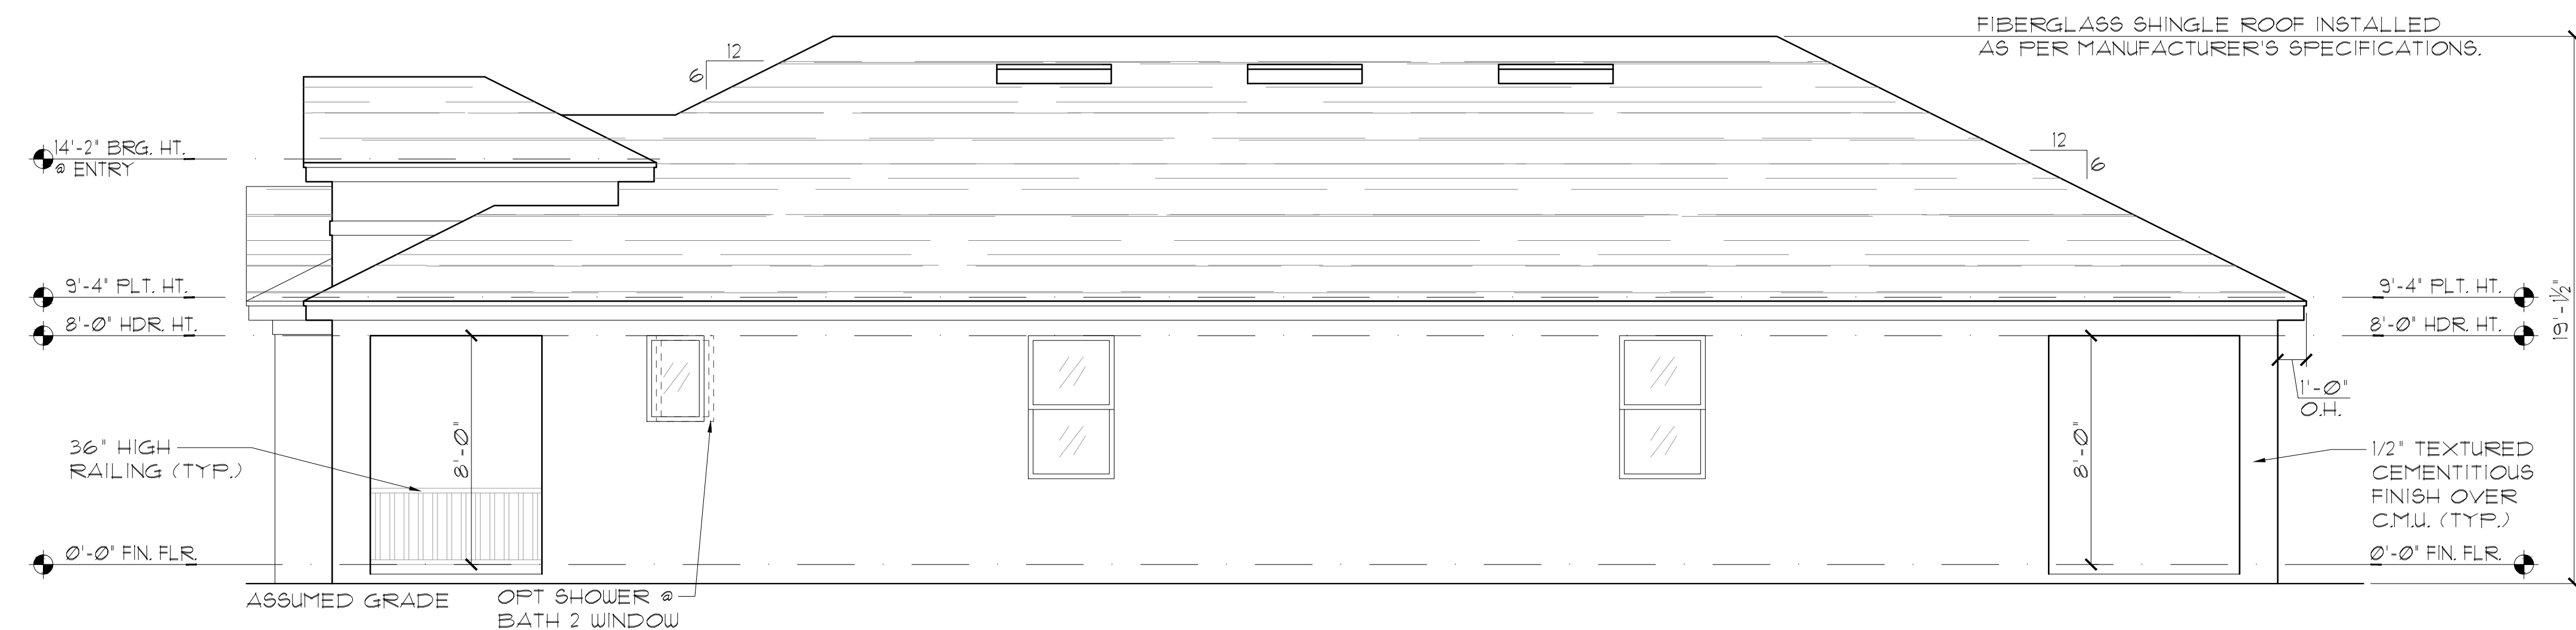 FIBERGLASS SHINGLE ROOF INSTALLED
AS PER MANUFACTURER'S SPECIFICATIONS.
12
6
12
6
14'-2" BRG. HT.
@ ENTRY
9'-4" PLT. HT.
8'-0" HDR. HT.
9'-4" PLT. HT.
8'-0" HDR. HT.
19'-1½"
1'-0"
O.H.
36" HIGH
RAILING (TYP.)
8'-0"
8'-0"
1/2" TEXTURED
CEMENTITIOUS
FINISH OVER
C.M.U. (TYP.)
0'-0" FIN. FLR.
0'-0" FIN. FLR.
ASSUMED GRADE
OPT SHOWER @
BATH 2 WINDOW